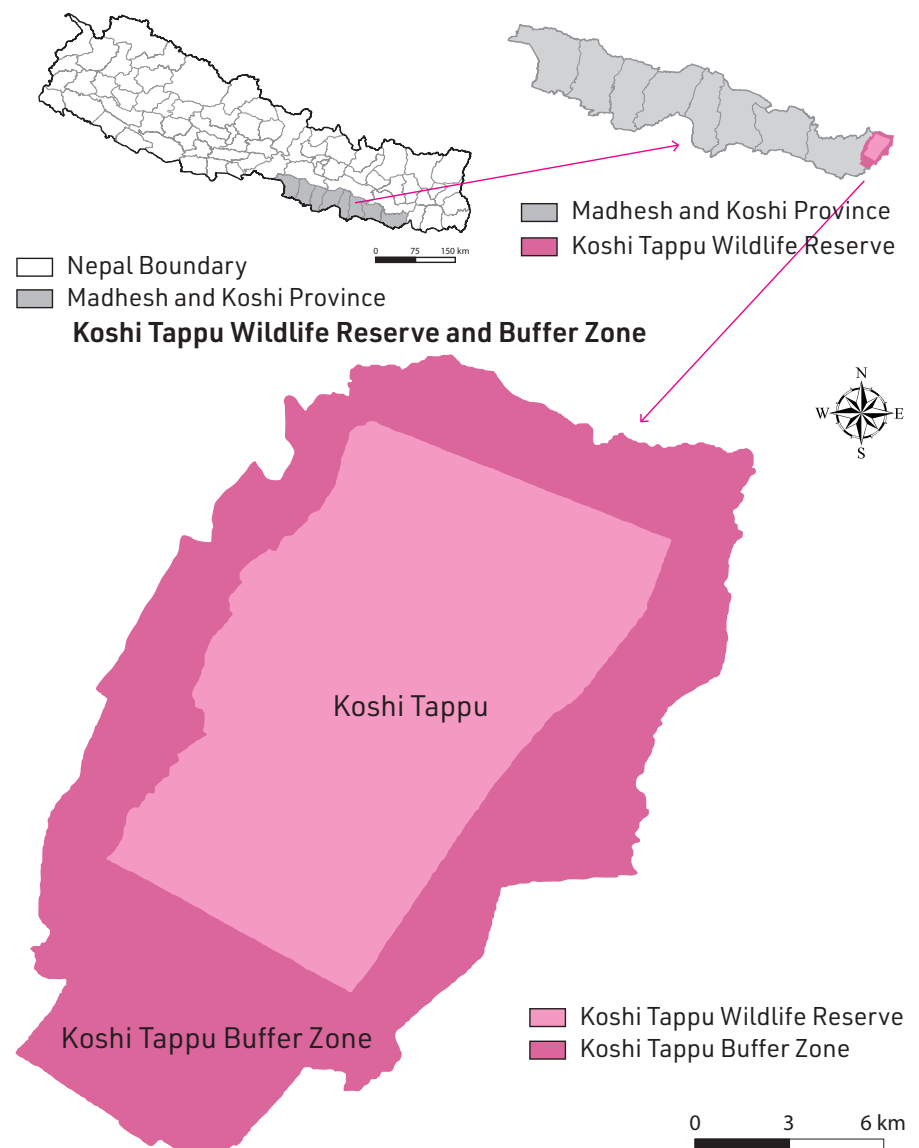 0 75 150 km
Nepal Boundary
Madhesh and Koshi Province
Madhesh and Koshi Province
Koshi Tappu Wildlife Reserve
Koshi Tappu Wildlife Reserve and Buffer Zone
N
W E
S
Koshi Tappu
Koshi Tappu Buffer Zone
Koshi Tappu Wildlife Reserve
Koshi Tappu Buffer Zone
0 3 6 km